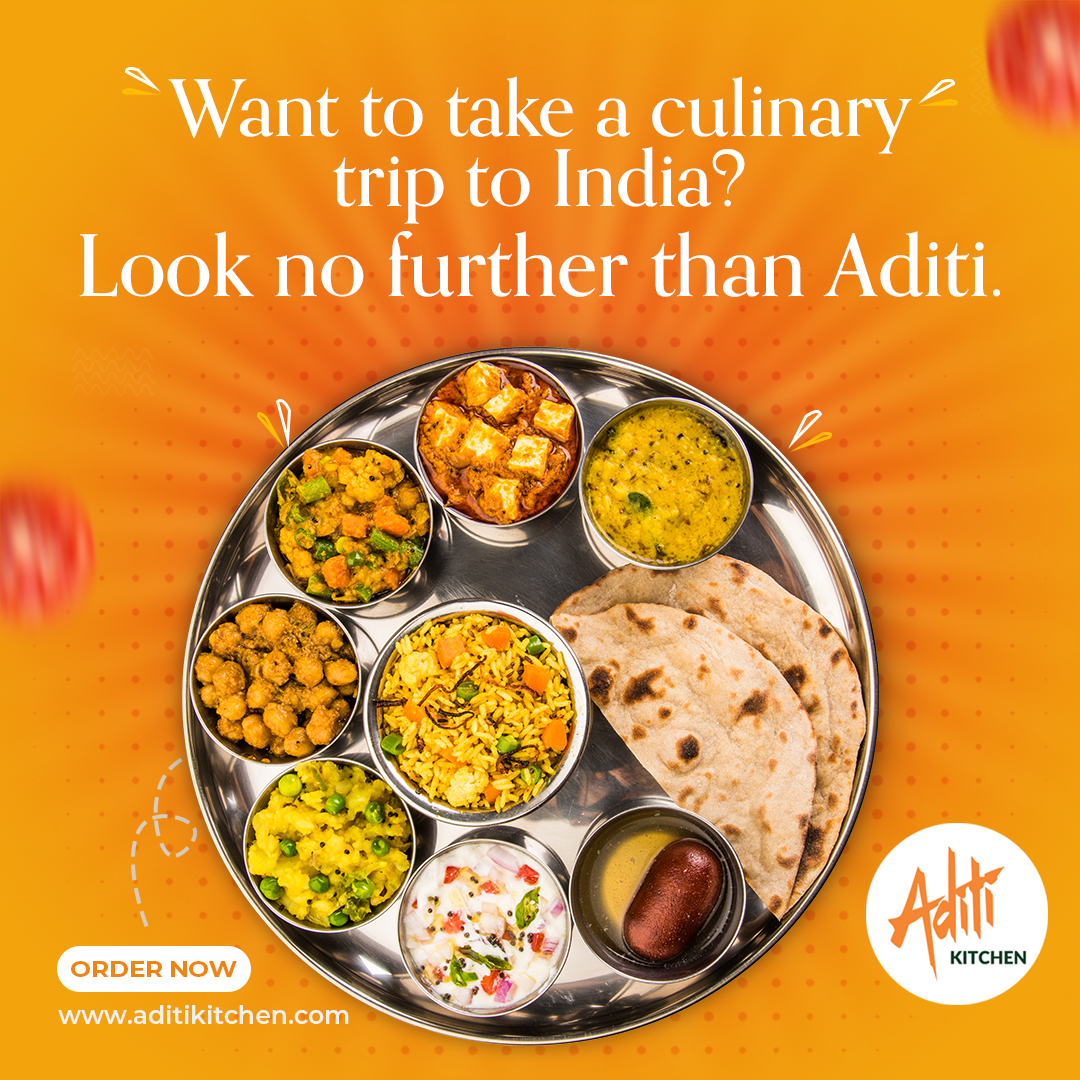 Want to take a culinary
trip to India?
Look no further than Aditi.
Aditi
KITCHEN
ORDER NOW
www.aditikitchen.com